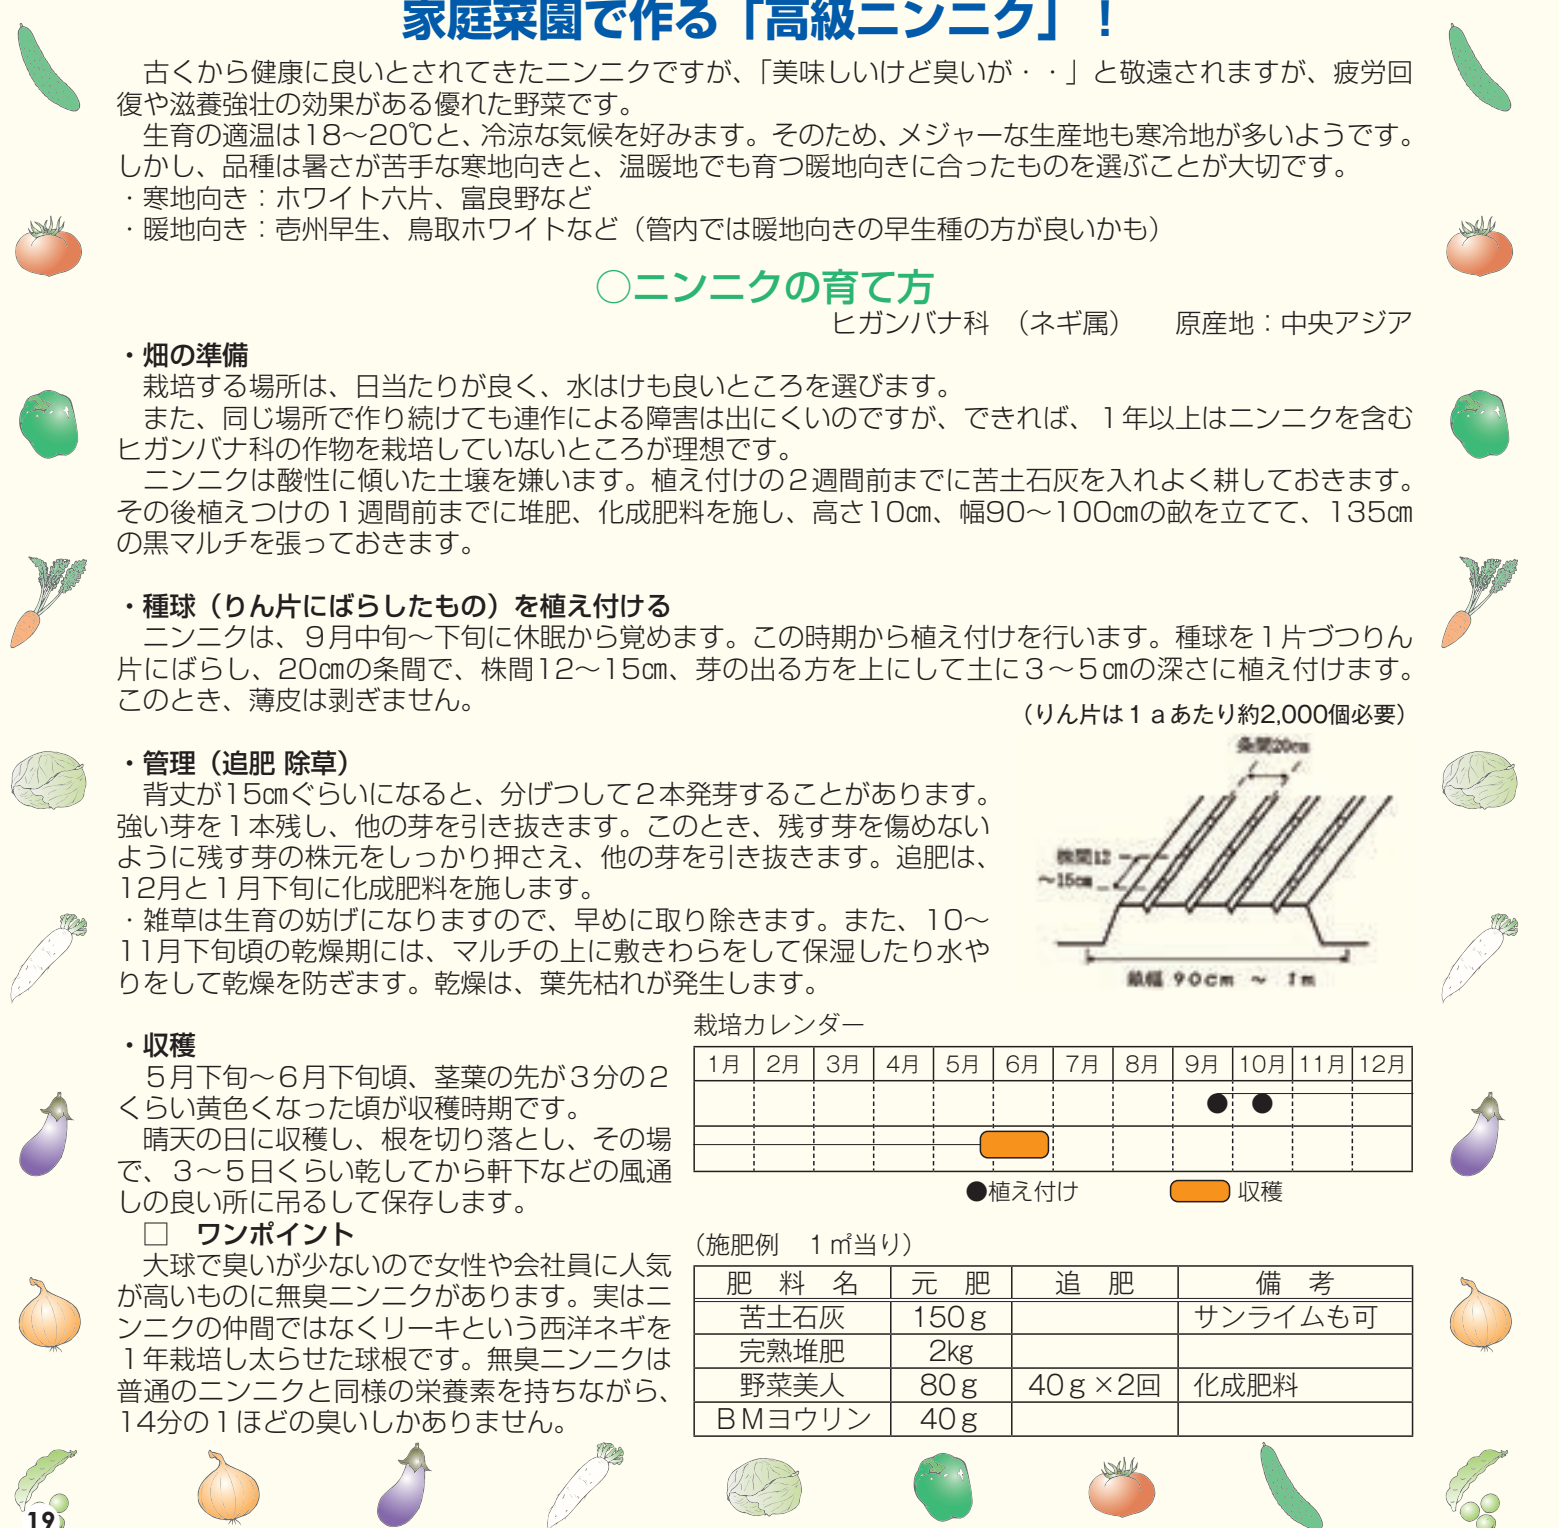 家庭菜園で作る「高級ニンニク」！
　古くから健康に良いとされてきたニンニクですが、「美味しいけど臭いが・・」と敬遠されますが、疲労回
復や滋養強壮の効果がある優れた野菜です。
　生育の適温は18～20℃と、冷涼な気候を好みます。そのため、メジャーな生産地も寒冷地が多いようです。
しかし、品種は暑さが苦手な寒地向きと、温暖地でも育つ暖地向きに合ったものを選ぶことが大切です。
・寒地向き：ホワイト六片、富良野など
・暖地向き：壱州早生、鳥取ホワイトなど（管内では暖地向きの早生種の方が良いかも）
○ニンニクの育て方
ヒガンバナ科　（ネギ属）　原産地：中央アジア
・畑の準備
　栽培する場所は、日当たりが良く、水はけも良いところを選びます。
　また、同じ場所で作り続けても連作による障害は出にくいのですが、できれば、１年以上はニンニクを含む
ヒガンバナ科の作物を栽培していないところが理想です。
　ニンニクは酸性に傾いた土壌を嫌います。植え付けの２週間前までに苦土石灰を入れよく耕しておきます。
その後植えつけの１週間前までに堆肥、化成肥料を施し、高さ10㎝、幅90～100㎝の畝を立てて、135㎝
の黒マルチを張っておきます。
・種球（りん片にばらしたもの）を植え付ける
　ニンニクは、９月中旬～下旬に休眠から覚めます。この時期から植え付けを行います。種球を１片づつりん
片にばらし、20㎝の条間で、株間12～15㎝、芽の出る方を上にして土に３～５㎝の深さに植え付けます。
このとき、薄皮は剥ぎません。
（りん片は１ａあたり約2,000個必要）
・管理（追肥 除草）
　背丈が15㎝ぐらいになると、分げつして２本発芽することがあります。
強い芽を１本残し、他の芽を引き抜きます。このとき、残す芽を傷めない
ように残す芽の株元をしっかり押さえ、他の芽を引き抜きます。追肥は、
12月と１月下旬に化成肥料を施します。
・雑草は生育の妨げになりますので、早めに取り除きます。また、10～
11月下旬頃の乾燥期には、マルチの上に敷きわらをして保湿したり水や
りをして乾燥を防ぎます。乾燥は、葉先枯れが発生します。
条間20cm
株間12
～15cm
畝幅 90cm ～ 1m
・収穫
　５月下旬～６月下旬頃、茎葉の先が３分の２
くらい黄色くなった頃が収穫時期です。
　晴天の日に収穫し、根を切り落とし、その場
で、３～５日くらい乾してから軒下などの風通
しの良い所に吊るして保存します。
□　ワンポイント
　大球で臭いが少ないので女性や会社員に人気
が高いものに無臭ニンニクがあります。実はニ
ンニクの仲間ではなくリーキという西洋ネギを
１年栽培し太らせた球根です。無臭ニンニクは
普通のニンニクと同様の栄養素を持ちながら、
14分の１ほどの臭いしかありません。
栽培カレンダー
1月 2月 3月 4月 5月 6月 7月 8月 9月 10月 11月 12月
●植え付け　収穫
（施肥例　１㎡当り）
肥　料　名 元　肥 追　肥 備　考
苦土石灰 150ｇ サンライムも可
完熟堆肥 2㎏
野菜美人 80ｇ 40ｇ×2回 化成肥料
ＢＭヨウリン 40ｇ
19